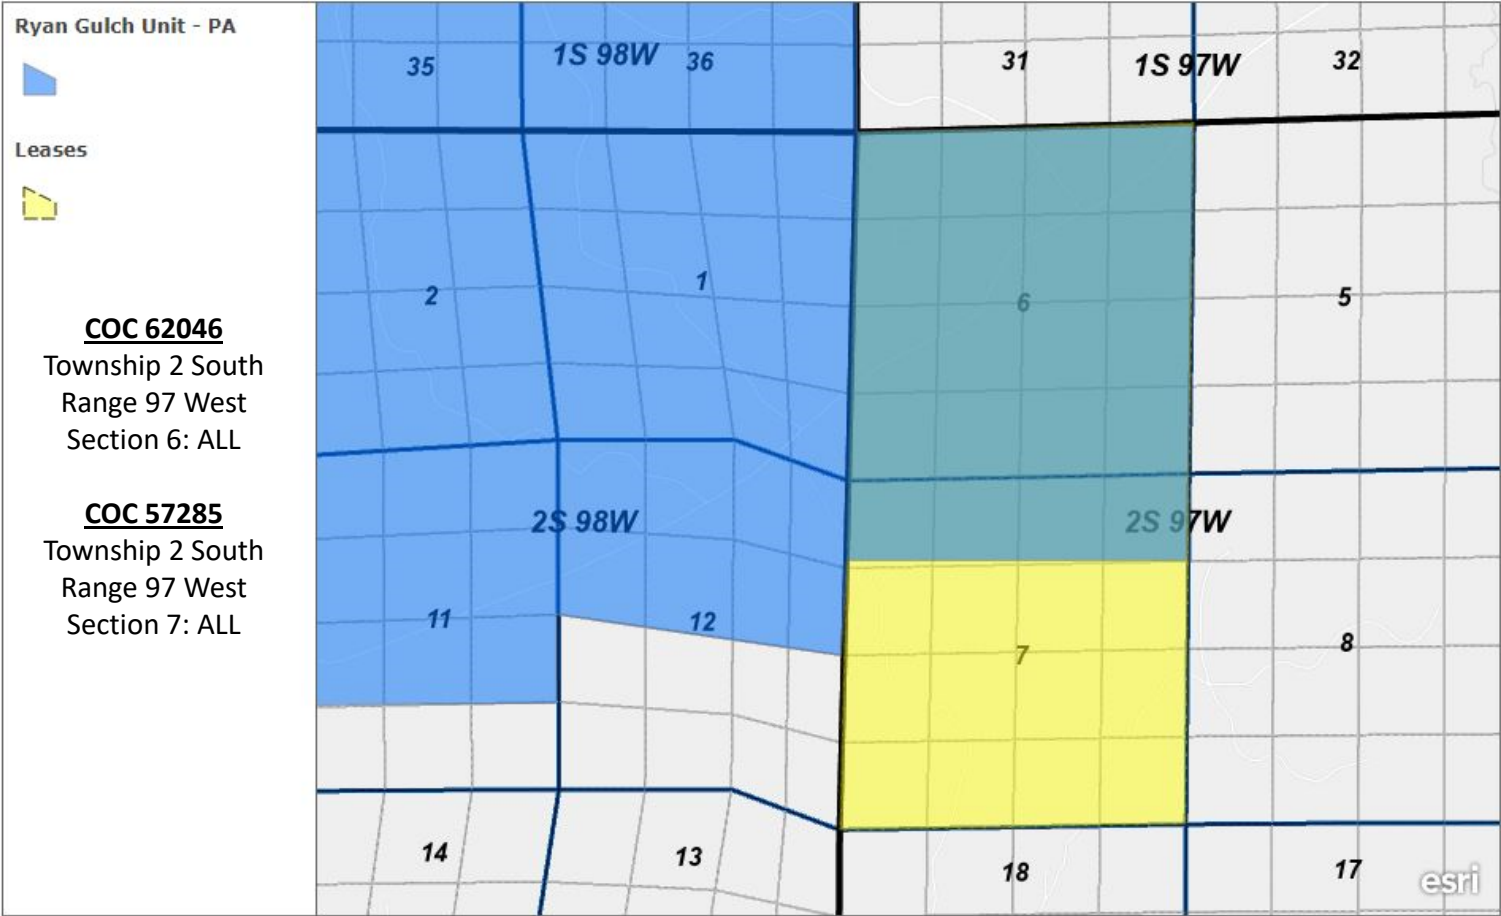 Ryan Gulch Unit - PA
Leases
COC 62046
Township 2 South
Range 97 West
Section 6: ALL
COC 57285
Township 2 South
Range 97 West
Section 7: ALL
35
1S 98W
36
31
1S 97W
32
2
1
6
5
2S 98W
2S 97W
11
12
7
8
14
13
18
17
esri